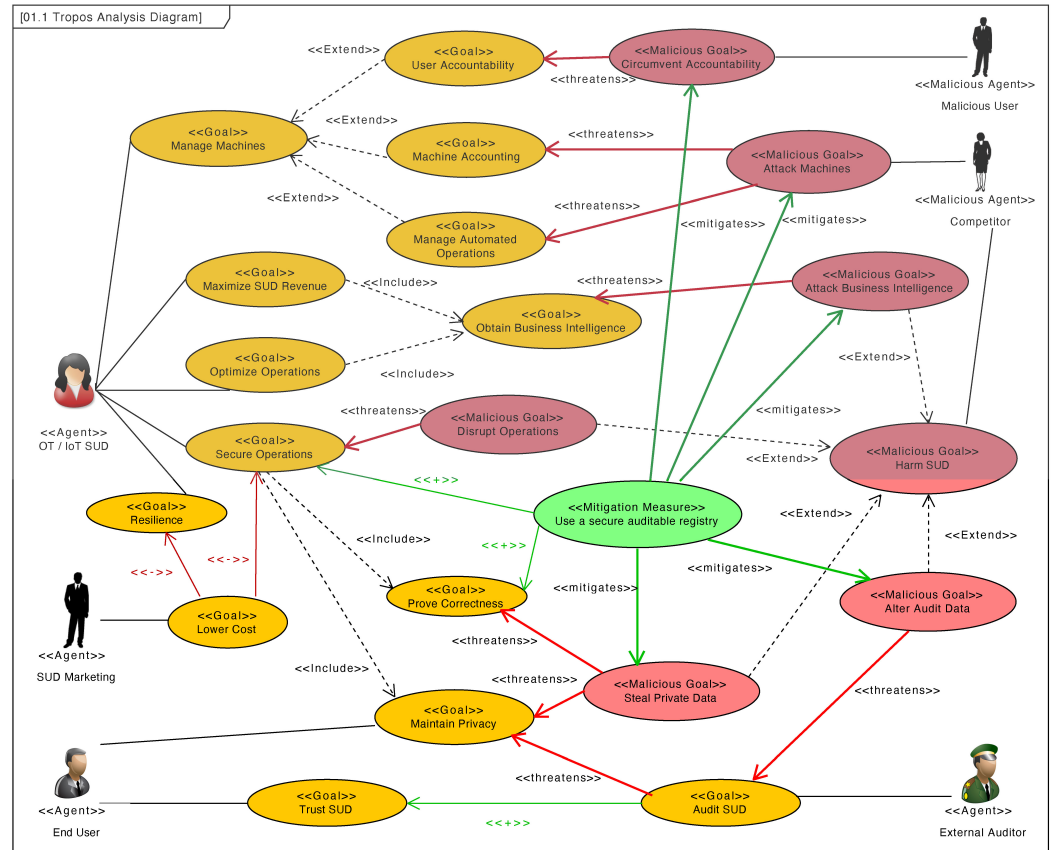 [01.1 Tropos Analysis Diagram]
<<Extend>>
<<Goal>>
User Accountability
<<threatens>>
<<Malicious Goal>>
Circumvent Accountability
<<Malicious Agent>>
Malicious User
<<Goal>>
Manage Machines
<<Extend>>
<<Goal>>
Machine Accounting
<<threatens>>
<<Malicious Goal>>
Attack Machines
<<Malicious Agent>>
Competitor
<<Extend>>
<<Goal>>
Manage Automated
Operations
<<threatens>>
<<mitigates>>
<<mitigates>>
<<Goal>>
Maximize SUD Revenue
<<Include>>
<<threatens>>
<<Malicious Goal>>
Attack Business Intelligence
<<Goal>>
Obtain Business Intelligence
<<Goal>>
Optimize Operations
<<Include>>
<<Extend>>
<<Agent>>
OT / IoT SUD
<<threatens>>
<<Malicious Goal>>
Disrupt Operations
<<mitigates>>
<<Goal>>
Secure Operations
<<Extend>>
<<Malicious Goal>>
Harm SUD
<<+>>
<<Goal>>
Resilience
<<Mitigation Measure>>
Use a secure auditable registry
<<Extend>>
<<Include>>
<<+>>
<<Extend>>
<<->>
<<->>
<<mitigates>>
<<mitigates>>
<<Goal>>
Prove Correctness
<<Malicious Goal>>
Alter Audit Data
<<Goal>>
Lower Cost
<<Agent>>
SUD Marketing
<<threatens>>
<<Include>>
<<threatens>>
<<Malicious Goal>>
Steal Private Data
<<threatens>>
<<Goal>>
Maintain Privacy
<<threatens>>
<<Agent>>
End User
<<Goal>>
Trust SUD
<<+>>
<<Goal>>
Audit SUD
<<Agent>>
External Auditor